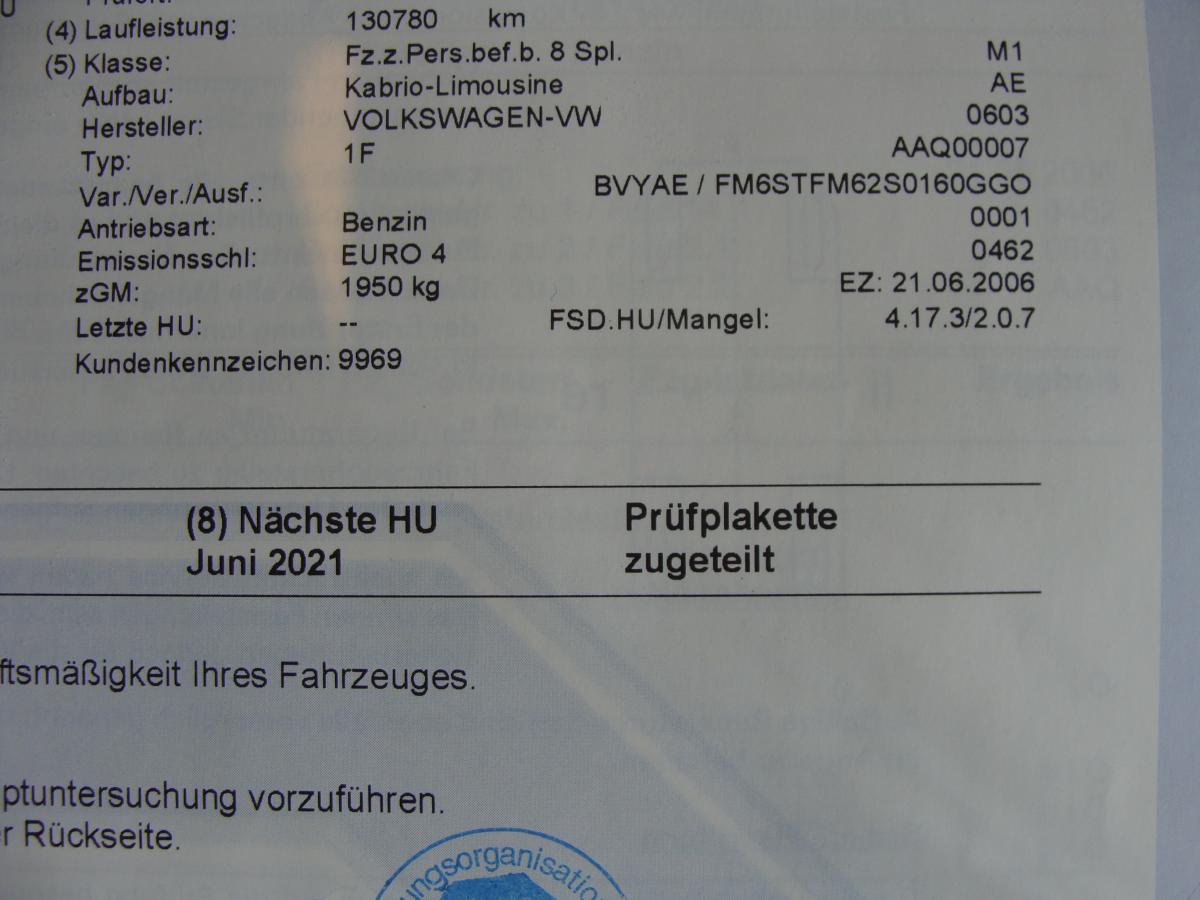 (4) Laufleistung: 130780 km
(5) Klasse: Fz.z.Pers.bef.b. 8 Spl. M1
Aufbau: Kabrio-Limousine AE
Hersteller: VOLKSWAGEN-VW 0603
Typ: 1F AAQ00007
Var./Ver./Ausf.: BVYAE / FM6STFM62S0160GGO
Antriebsart: Benzin 0001
Emissionsschl: EURO 4 0462
zGM: 1950 kg EZ: 21.06.2006
Letzte HU: -- FSD.HU/Mangel: 4.17.3/2.0.7
Kundenkennzeichen: 9969
(8) Nächste HU Prüfplakette
Juni 2021 zugeteilt
ftsmäßigkeit Ihres Fahrzeuges.
ptuntersuchung vorzuführen.
r Rückseite.
ungsorganisatio